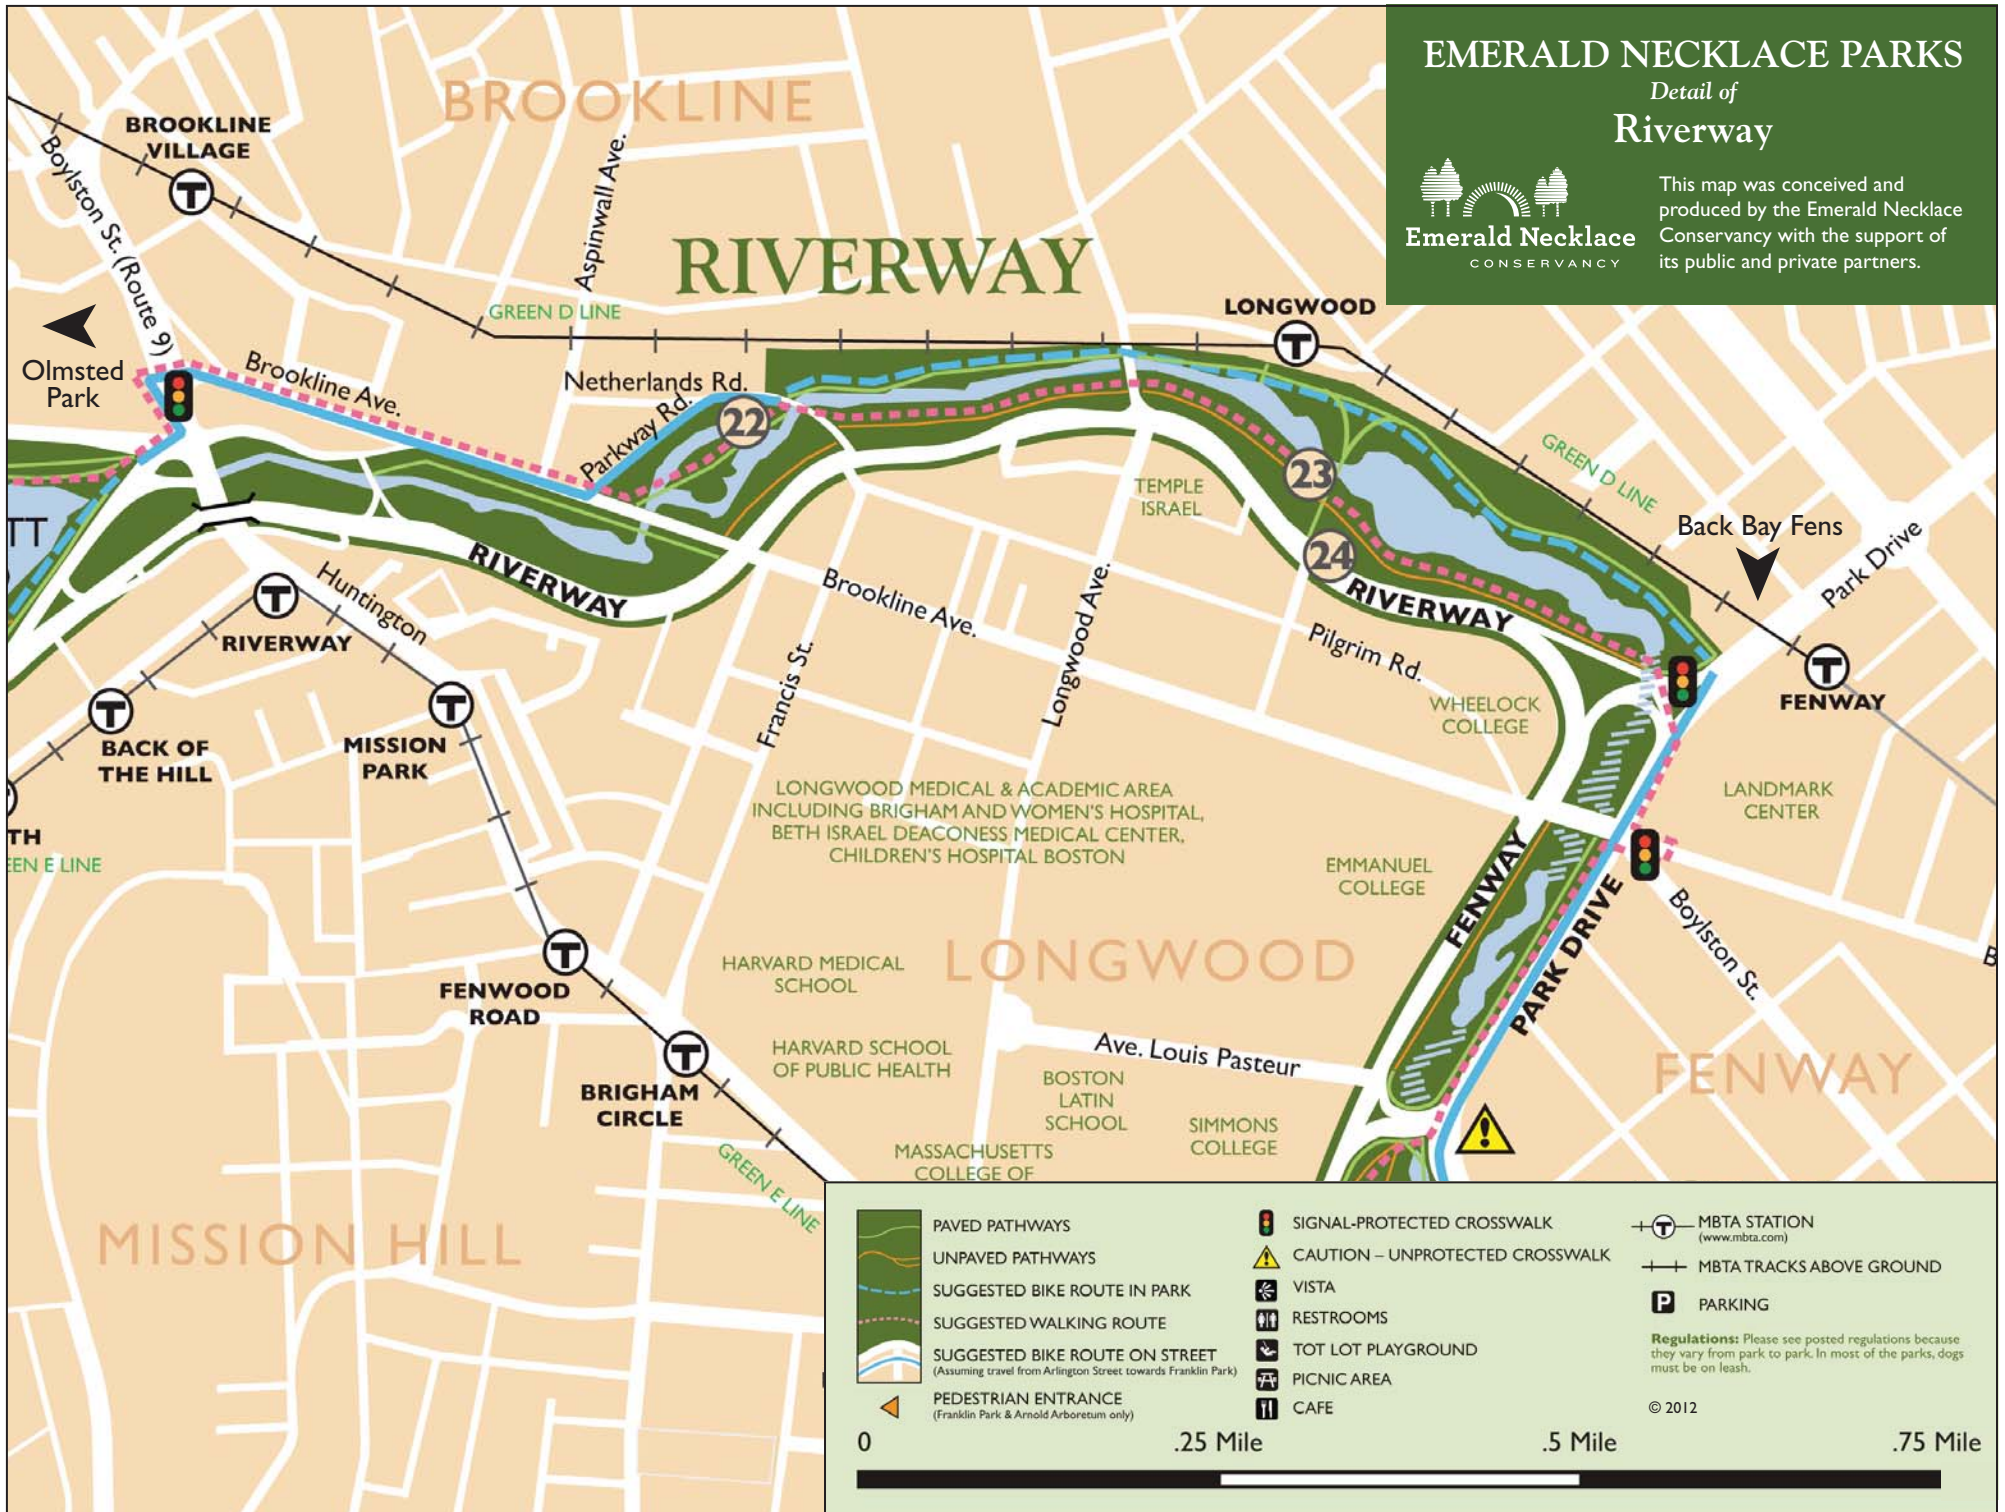 EMERALD NECKLACE PARKS
Detail of
Riverway
Emerald Necklace
CONSERVANCY
This map was conceived and
produced by the Emerald Necklace
Conservancy with the support of
its public and private partners.
BROOKLINE
BROOKLINE
VILLAGE
Boylston St. (Route 9)
Aspinwall Ave.
RIVERWAY
GREEN D LINE
LONGWOOD
Olmsted
Park
Brookline Ave.
Netherlands Rd.
Parkway Rd.
22
23
24
TEMPLE
ISRAEL
GREEN D LINE
Back Bay Fens
Park Drive
TT
RIVERWAY
Huntington
RIVERWAY
Brookline Ave.
Longwood Ave.
RIVERWAY
Pilgrim Rd.
Francis St.
WHEELOCK
COLLEGE
FENWAY
BACK OF
THE HILL
MISSION
PARK
LONGWOOD MEDICAL & ACADEMIC AREA
INCLUDING BRIGHAM AND WOMEN'S HOSPITAL,
BETH ISRAEL DEACONESS MEDICAL CENTER,
CHILDREN'S HOSPITAL BOSTON
LANDMARK
CENTER
TH
EEN E LINE
EMMANUEL
COLLEGE
FENWAY
PARK DRIVE
Boylston St.
B
HARVARD MEDICAL
SCHOOL
LONGWOOD
FENWOOD
ROAD
HARVARD SCHOOL
OF PUBLIC HEALTH
Ave. Louis Pasteur
FENWAY
BRIGHAM
CIRCLE
BOSTON
LATIN
SCHOOL
SIMMONS
COLLEGE
GREEN E LINE
MASSACHUSETTS
COLLEGE OF
MISSION HILL
PAVED PATHWAYS
UNPAVED PATHWAYS
SUGGESTED BIKE ROUTE IN PARK
SUGGESTED WALKING ROUTE
SUGGESTED BIKE ROUTE ON STREET
(Assuming travel from Arlington Street towards Franklin Park)
PEDESTRIAN ENTRANCE
(Franklin Park & Arnold Arboretum only)
SIGNAL-PROTECTED CROSSWALK
CAUTION – UNPROTECTED CROSSWALK
VISTA
RESTROOMS
TOT LOT PLAYGROUND
PICNIC AREA
CAFE
T MBTA STATION
(www.mbta.com)
MBTA TRACKS ABOVE GROUND
P PARKING
Regulations: Please see posted regulations because
they vary from park to park. In most of the parks, dogs
must be on leash.
© 2012
0 .25 Mile .5 Mile .75 Mile